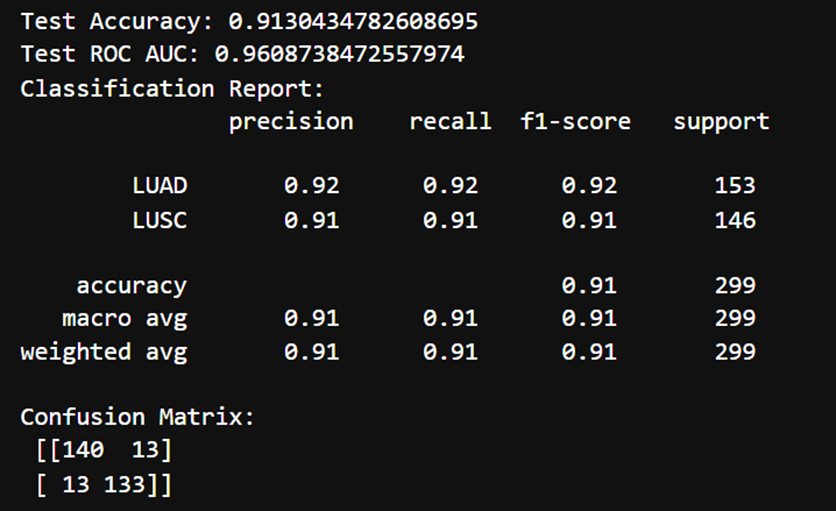 Test Accuracy: 0.9130434782608695
Test ROC AUC: 0.9608738472557974
Classification Report:
precision recall f1-score support
LUAD 0.92 0.92 0.92 153
LUSC 0.91 0.91 0.91 146
accuracy 0.91 299
macro avg 0.91 0.91 0.91 299
weighted avg 0.91 0.91 0.91 299
Confusion Matrix:
[[140 13]
[ 13 133]]